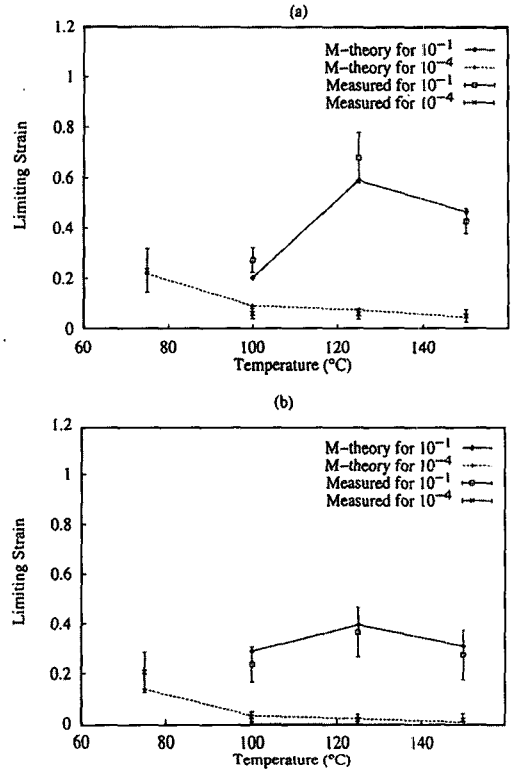 (a)
1.2
1
0.8
0.6
0.4
0.2
0
Limiting Strain
M-theory for 10⁻¹
M-theory for 10⁻⁴
Measured for 10⁻¹
Measured for 10⁻⁴
60 80 100 120 140
Temperature (°C)
(b)
1.2
1
0.8
0.6
0.4
0.2
0
Limiting Strain
M-theory for 10⁻¹
M-theory for 10⁻⁴
Measured for 10⁻¹
Measured for 10⁻⁴
60 80 100 120 140
Temperature (°C)